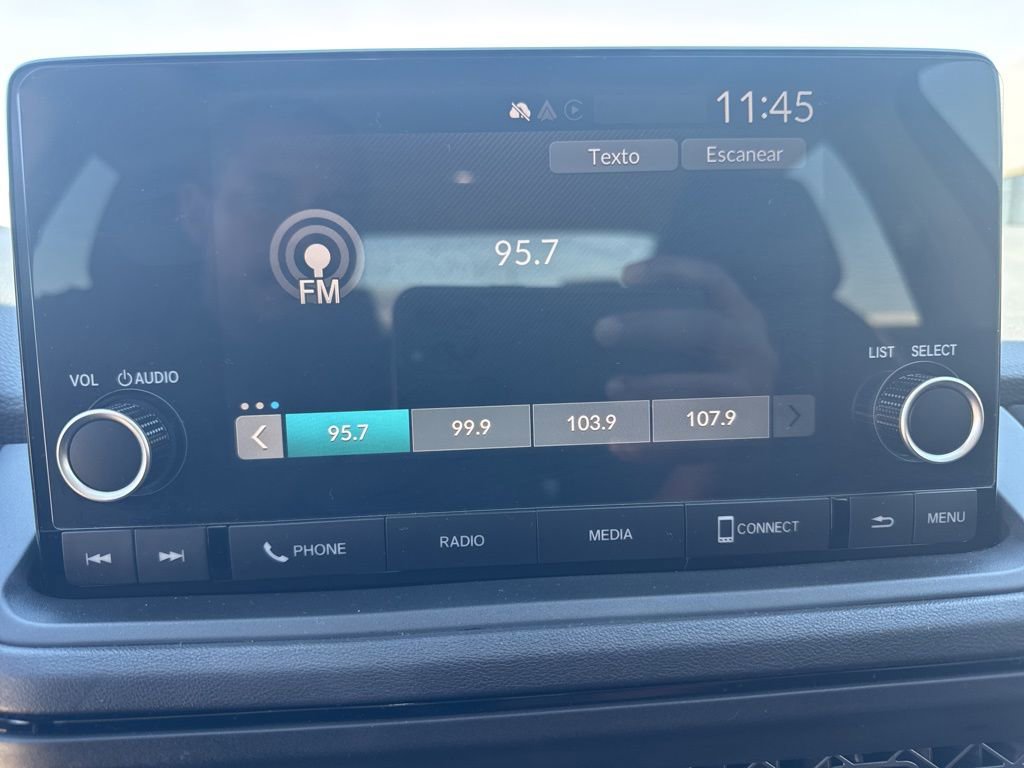 11:45
Texto Escanear
95.7
FM
LIST SELECT
VOL AUDIO
95.7 99.9 103.9 107.9
PHONE RADIO MEDIA CONNECT MENU